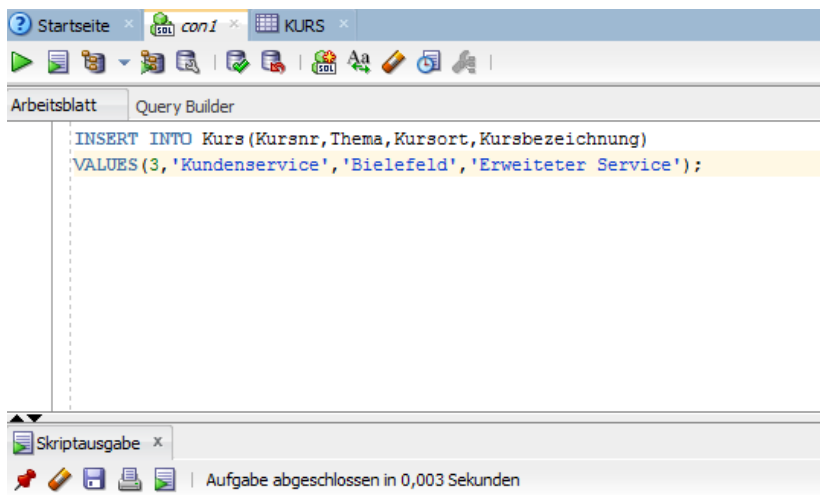 Startseite con1 KURS
Arbeitsblatt Query Builder
INSERT INTO Kurs(Kursnr,Thema,Kursort,Kursbezeichnung)
VALUES(3,'Kundenservice','Bielefeld','Erweiteter Service');
Skriptausgabe
Aufgabe abgeschlossen in 0,003 Sekunden